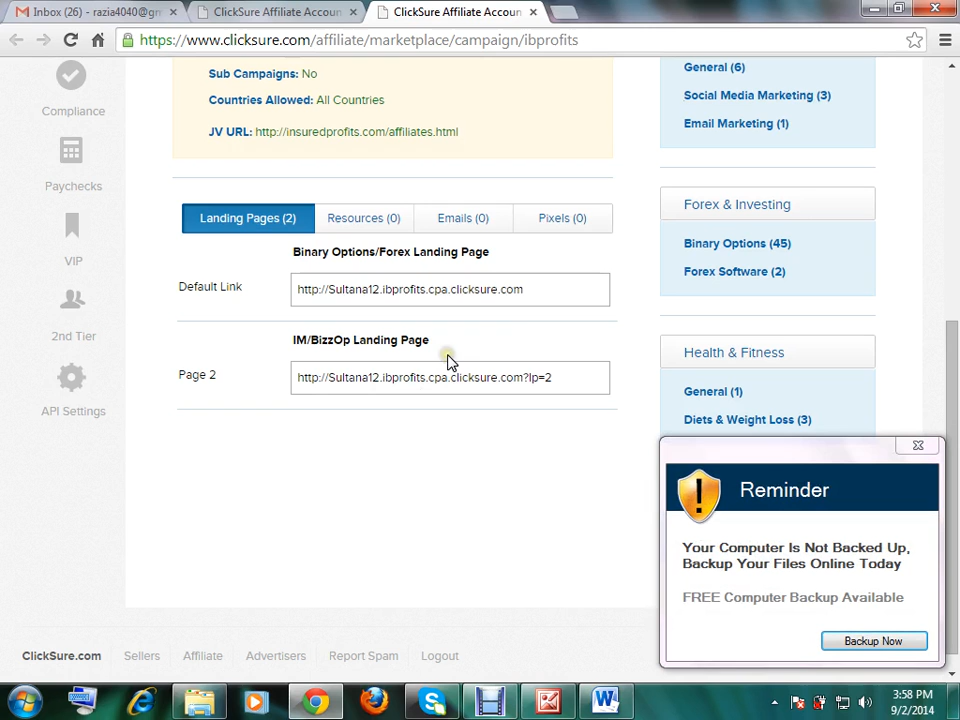 Inbox (26) - razia4040@gm
ClickSure Affiliate Accoun
ClickSure Affiliate Accoun
https://www.clicksure.com/affiliate/marketplace/campaign/ibprofits
Compliance
Paychecks
VIP
2nd Tier
API Settings
Sub Campaigns: No
Countries Allowed: All Countries
JV URL: http://insuredprofits.com/affiliates.html
Landing Pages (2)
Resources (0)
Emails (0)
Pixels (0)
Binary Options/Forex Landing Page
Default Link
http://Sultana12.ibprofits.cpa.clicksure.com
IM/BizzOp Landing Page
Page 2
http://Sultana12.ibprofits.cpa.clicksure.com?lp=2
General (6)
Social Media Marketing (3)
Email Marketing (1)
Forex & Investing
Binary Options (45)
Forex Software (2)
Health & Fitness
General (1)
Diets & Weight Loss (3)
Reminder
Your Computer Is Not Backed Up,
Backup Your Files Online Today
FREE Computer Backup Available
Backup Now
ClickSure.com
Sellers
Affiliate
Advertisers
Report Spam
Logout
3:58 PM
9/2/2014